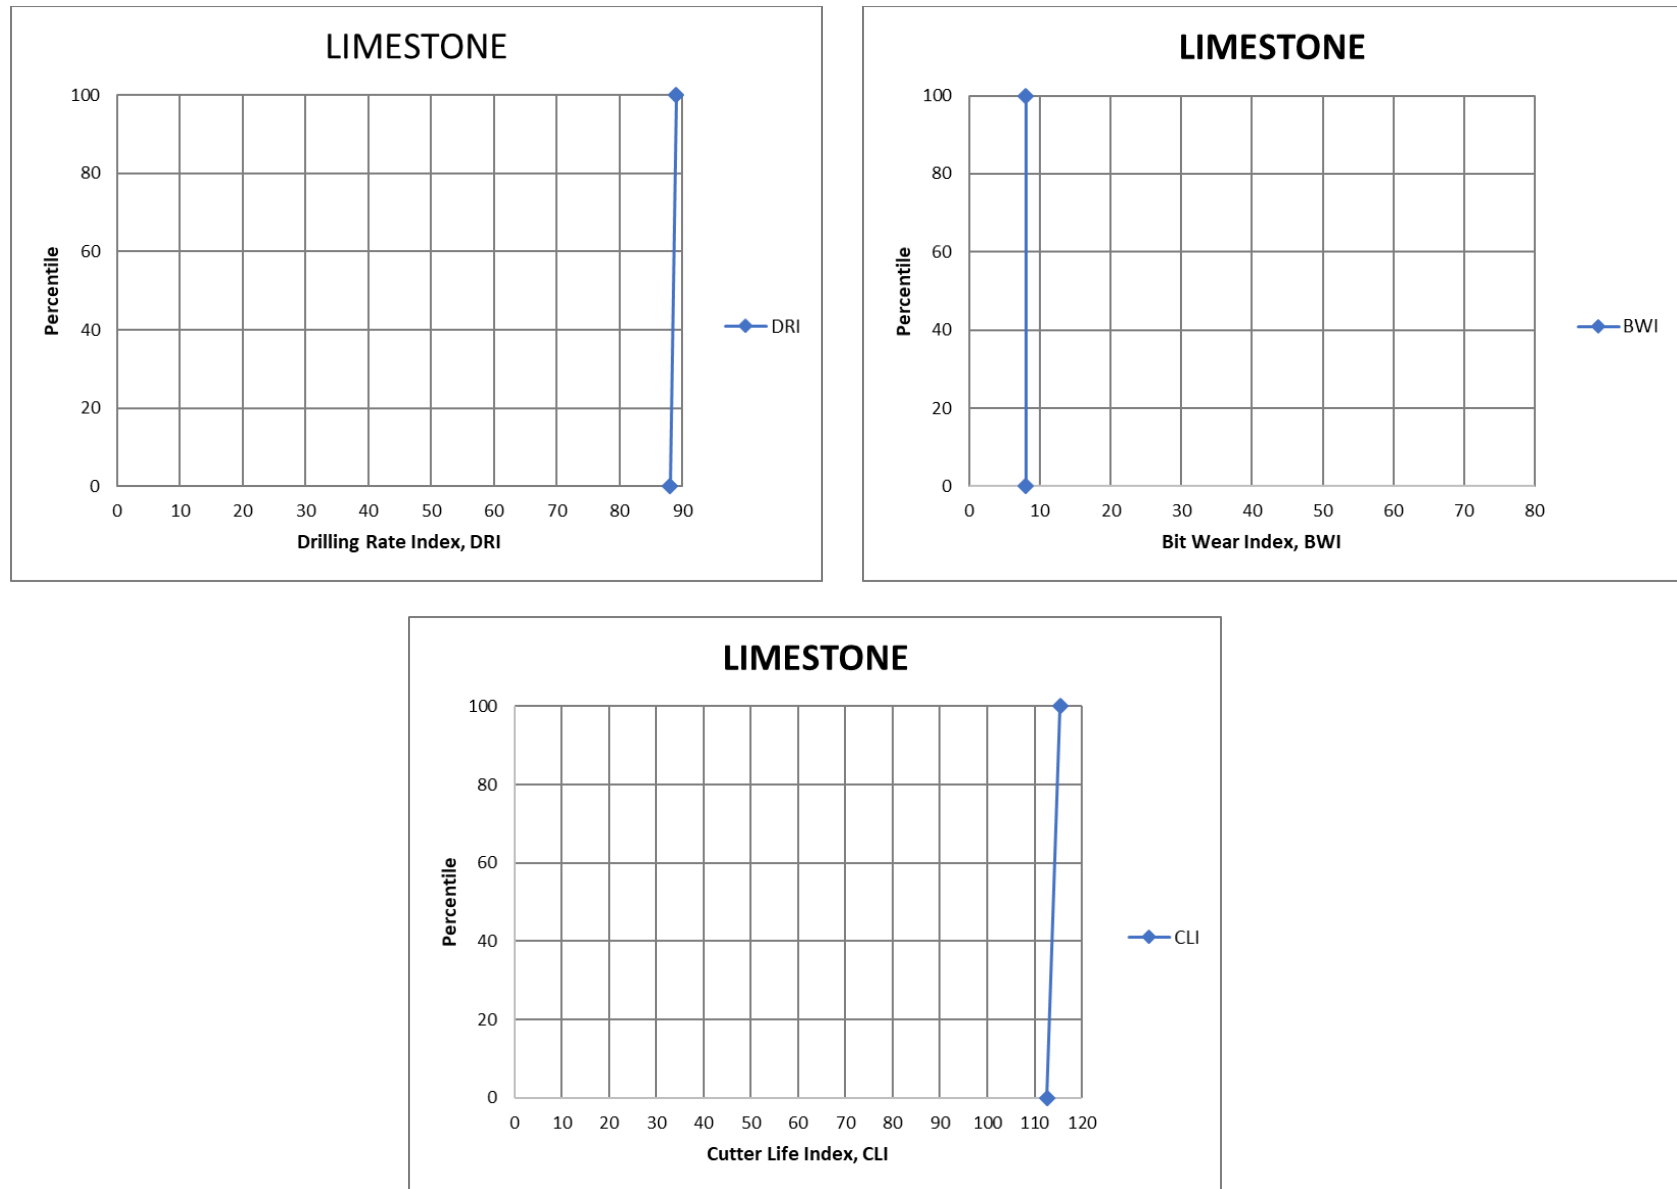 LIMESTONE
100
80
60
40
20
0
Percentile
0 10 20 30 40 50 60 70 80 90
Drilling Rate Index, DRI
DRI
LIMESTONE
100
80
60
40
20
0
Percentile
0 10 20 30 40 50 60 70 80
Bit Wear Index, BWI
BWI
LIMESTONE
100
80
60
40
20
0
Percentile
0 10 20 30 40 50 60 70 80 90 100 110 120
Cutter Life Index, CLI
CLI